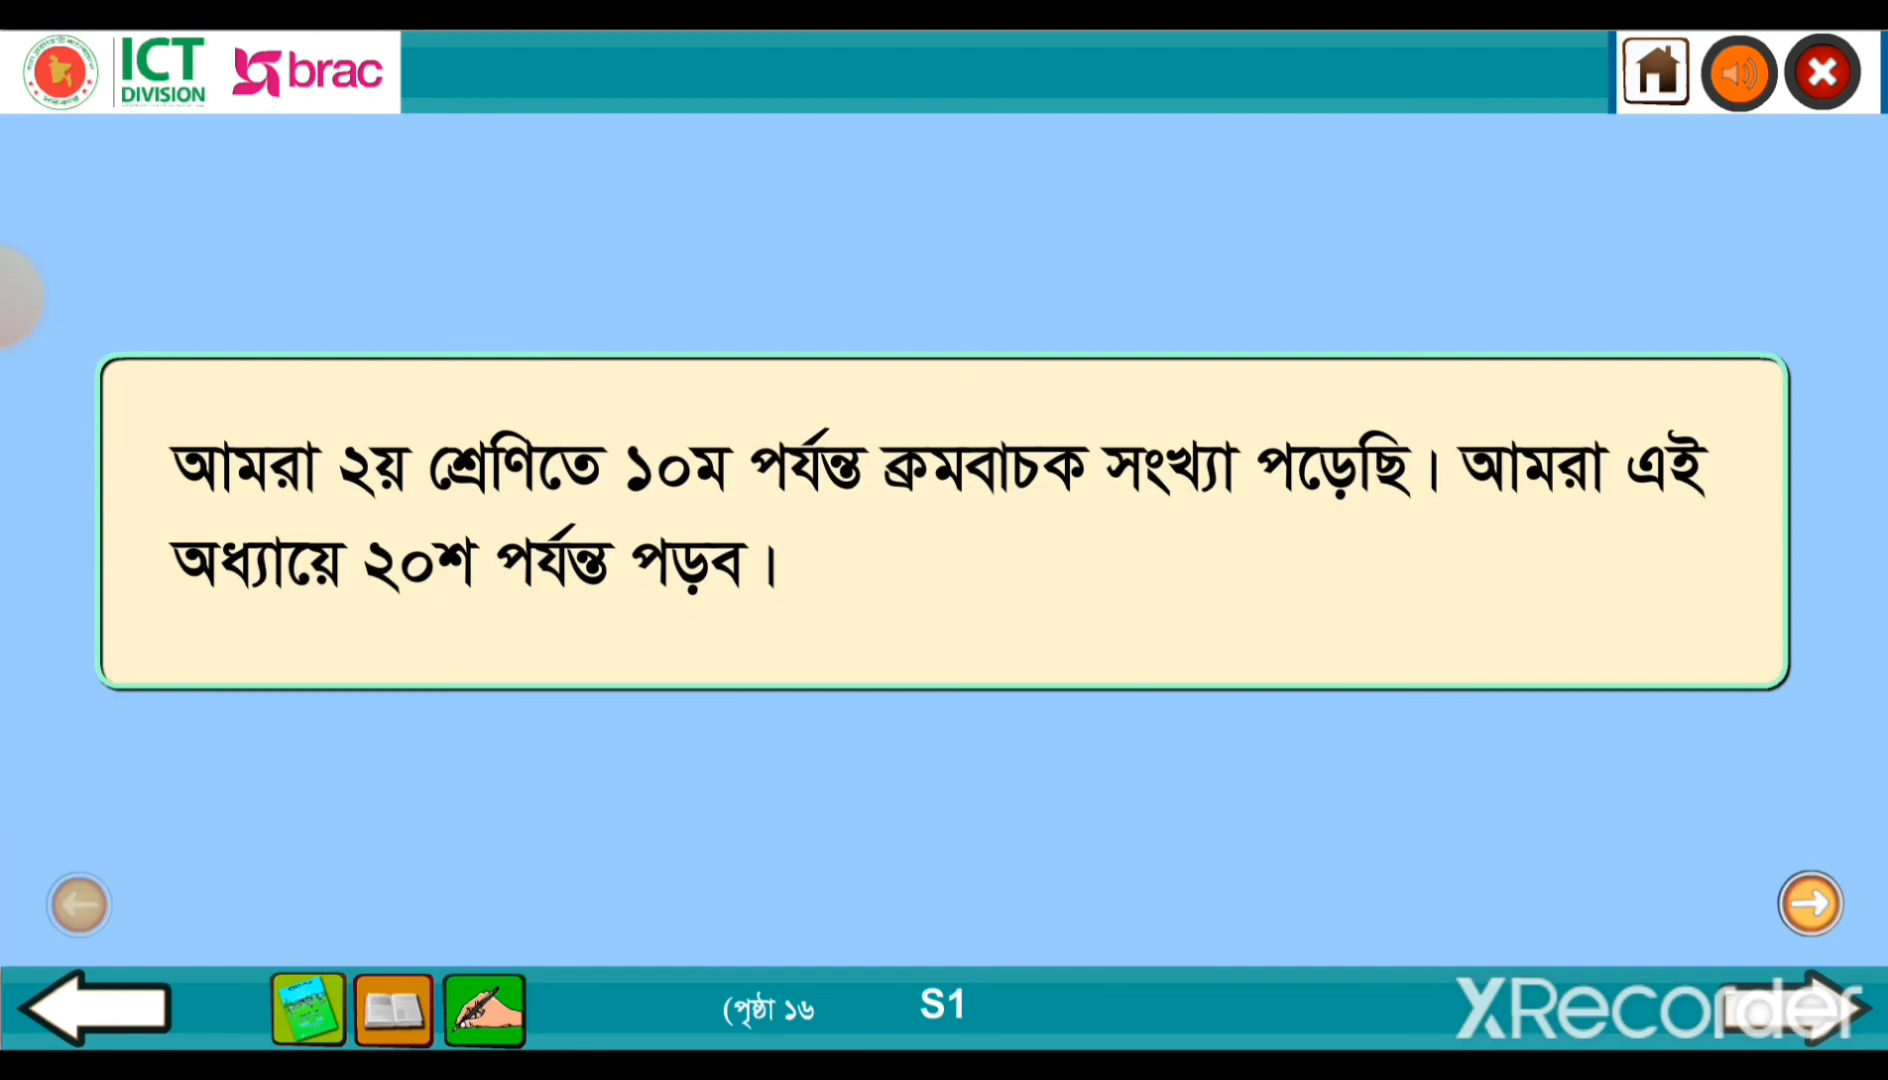 ICT
DIVISION
brac
আমরা ২য় শ্রেণিতে ১০ম পর্যন্ত ক্রমবাচক সংখ্যা পড়েছি। আমরা এই
অধ্যায়ে ২০শ পর্যন্ত পড়ব।
(পৃষ্ঠা ১৬
S1
XRecorder